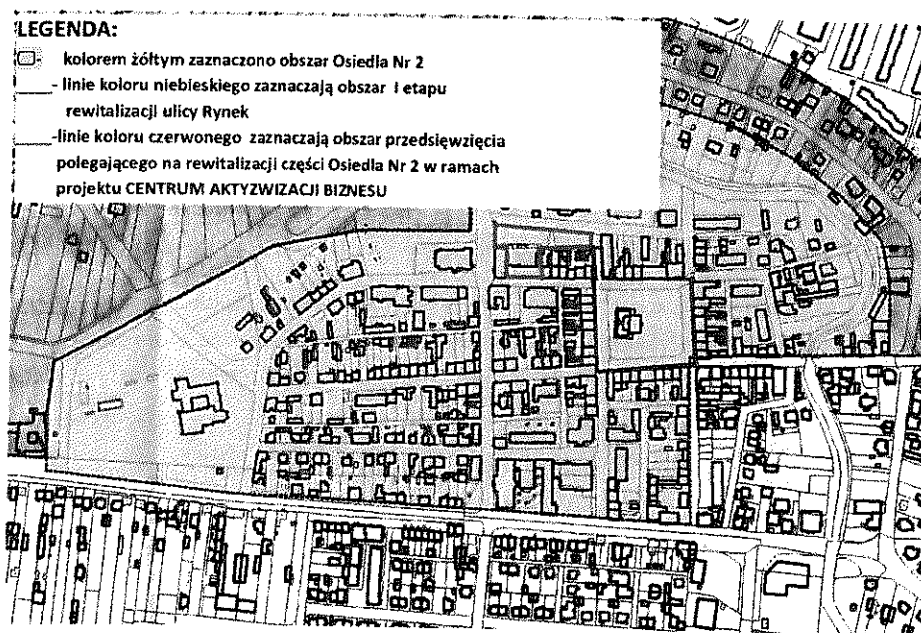 LEGENDA:
kolorem żółtym zaznaczono obszar Osiedla Nr 2
- linie koloru niebieskiego zaznaczają obszar I etapu
rewitalizacji ulicy Rynek
-linie koloru czerwonego zaznaczają obszar przedsięwzięcia
polegającego na rewitalizacji części Osiedla Nr 2 w ramach
projektu CENTRUM AKTYZWIZACJI BIZNESU